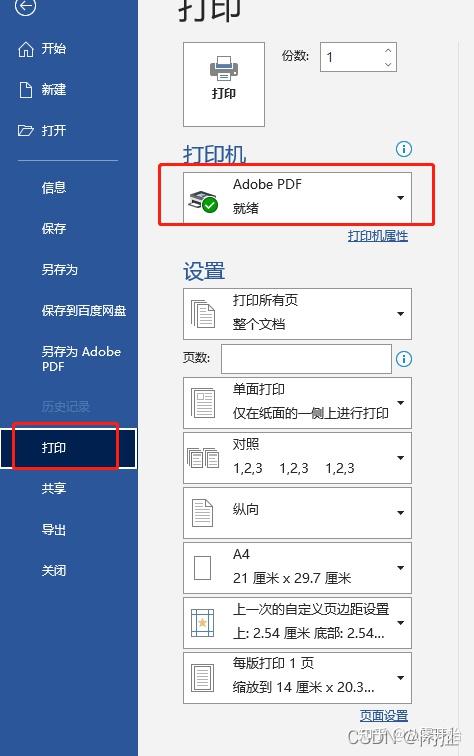 打印
开始
新建
打开
信息
保存
另存为
保存到百度网盘
另存为 Adobe
PDF
历史记录
打印
共享
导出
关闭
打印
份数:
1
打印机
Adobe PDF
就绪
打印机属性
设置
打印所有页
整个文档
页数:
单面打印
仅在纸面的一侧上进行打印
对照
1,2,3 1,2,3 1,2,3
纵向
A4
21 厘米 x 29.7 厘米
上一次的自定义页边距设置
上: 2.54 厘米 底部: 2.54...
每版打印 1 页
缩放到 14 厘米 x 20.3...
页面设置